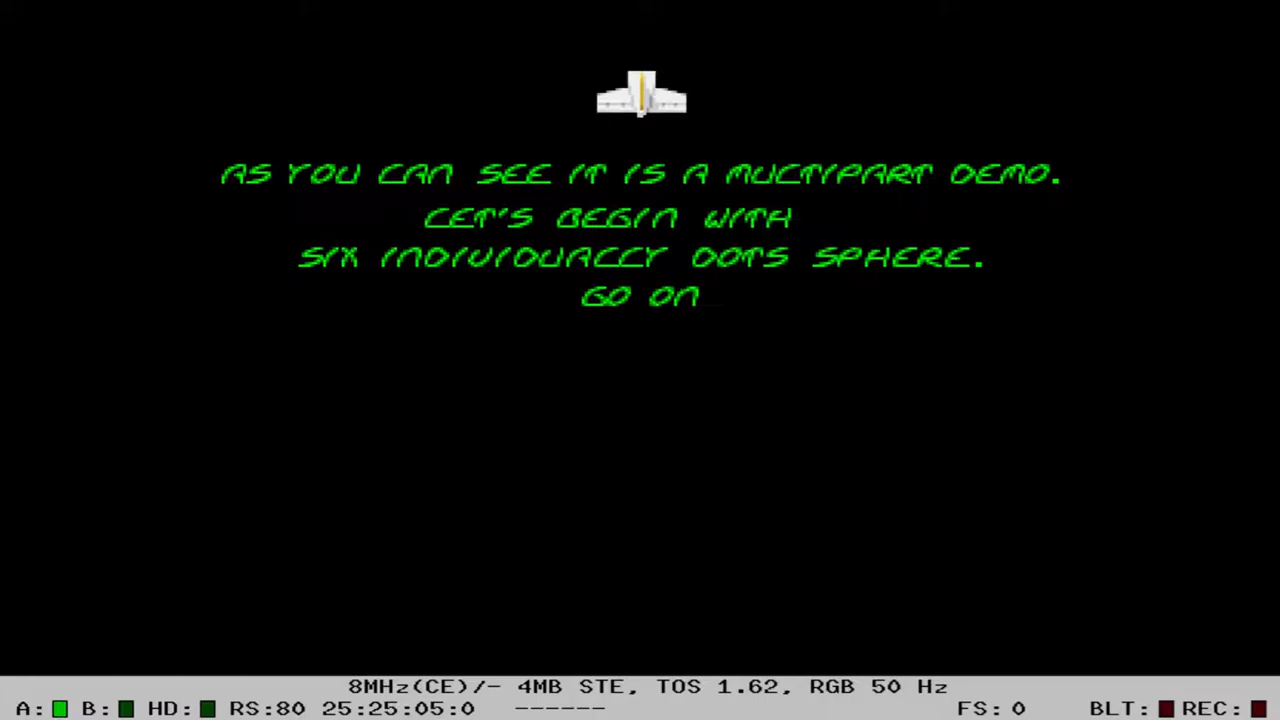 AS YOU CAN SEE IT IS A MULTIPART DEMO.
LET'S BEGIN WITH
SIX INDIVIDUALLY DOTS SPHERE.
GO ON
8MHz(CE)/- 4MB STE, TOS 1.62, RGB 50 Hz
A: B: HD: RS:80 25:25:05:0 ------ FS: 0 BLT: REC: